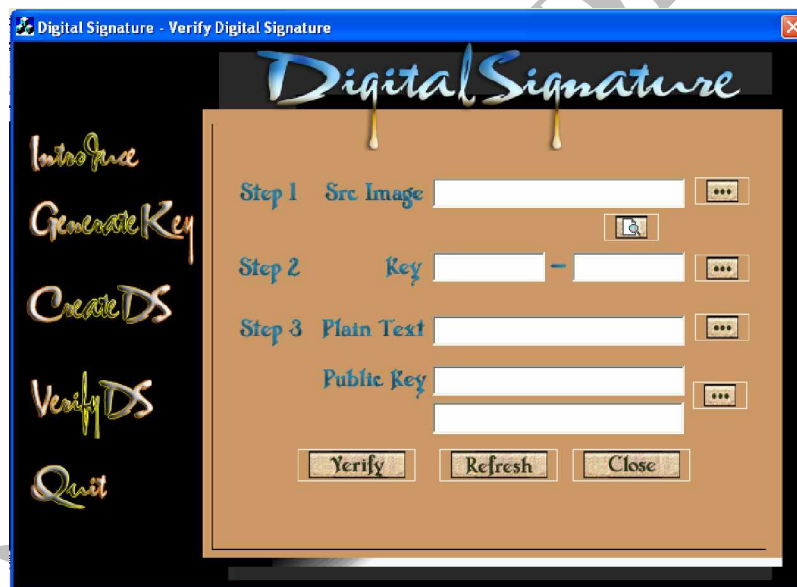 Digital Signature - Verify Digital Signature
Digital Signature
Introduce
Generate Key
Create DS
Verify DS
Quit
Step 1 Src Image
Step 2 Key –
Step 3 Plain Text
Public Key
Verify Refresh Close